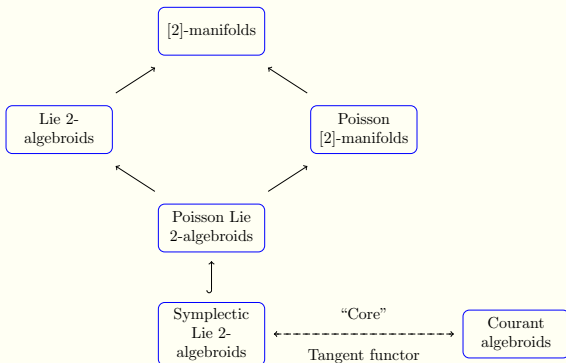 [2]-manifolds
Lie 2-
algebroids
Poisson
[2]-manifolds
Poisson Lie
2-algebroids
Symplectic
Lie 2-
algebroids
“Core”
Tangent functor
Courant
algebroids